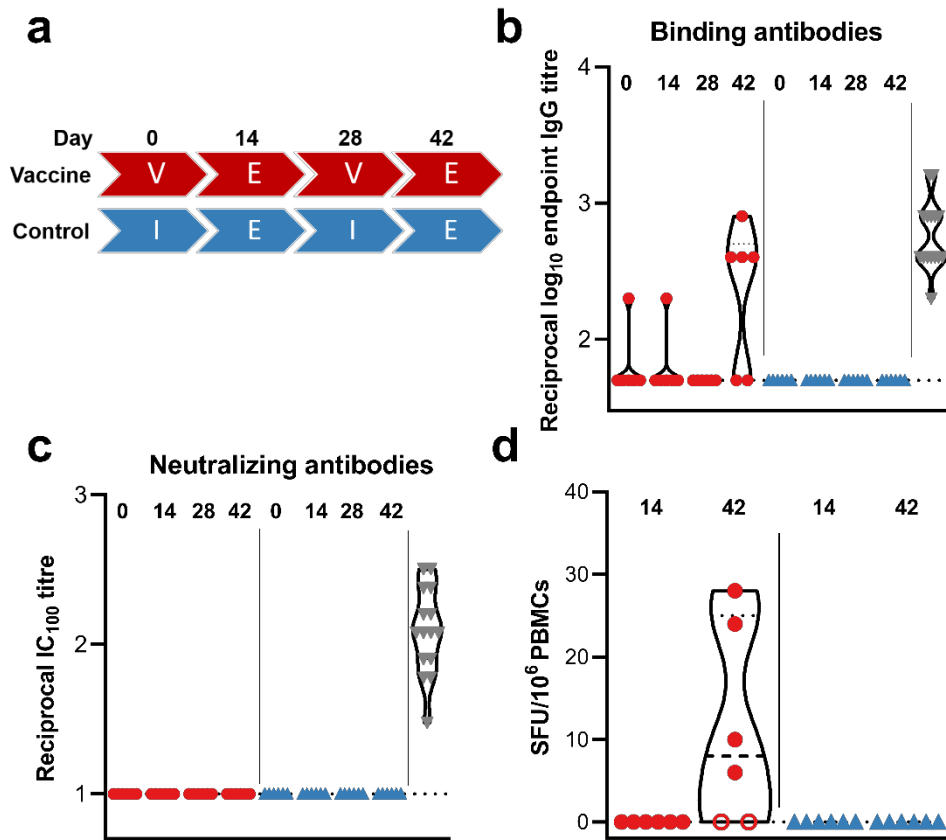 a
Day 0 14 28 42
Vaccine V E V E
Control I E I E
b
Binding antibodies
Reciprocal log10 endpoint IgG titre
4
3
2
0 14 28 42 0 14 28 42
c
Neutralizing antibodies
Reciprocal IC100 titre
3
2
1
0 14 28 42 0 14 28 42
d
SFU/10^6 PBMCs
40
30
20
10
0
14 42 14 42